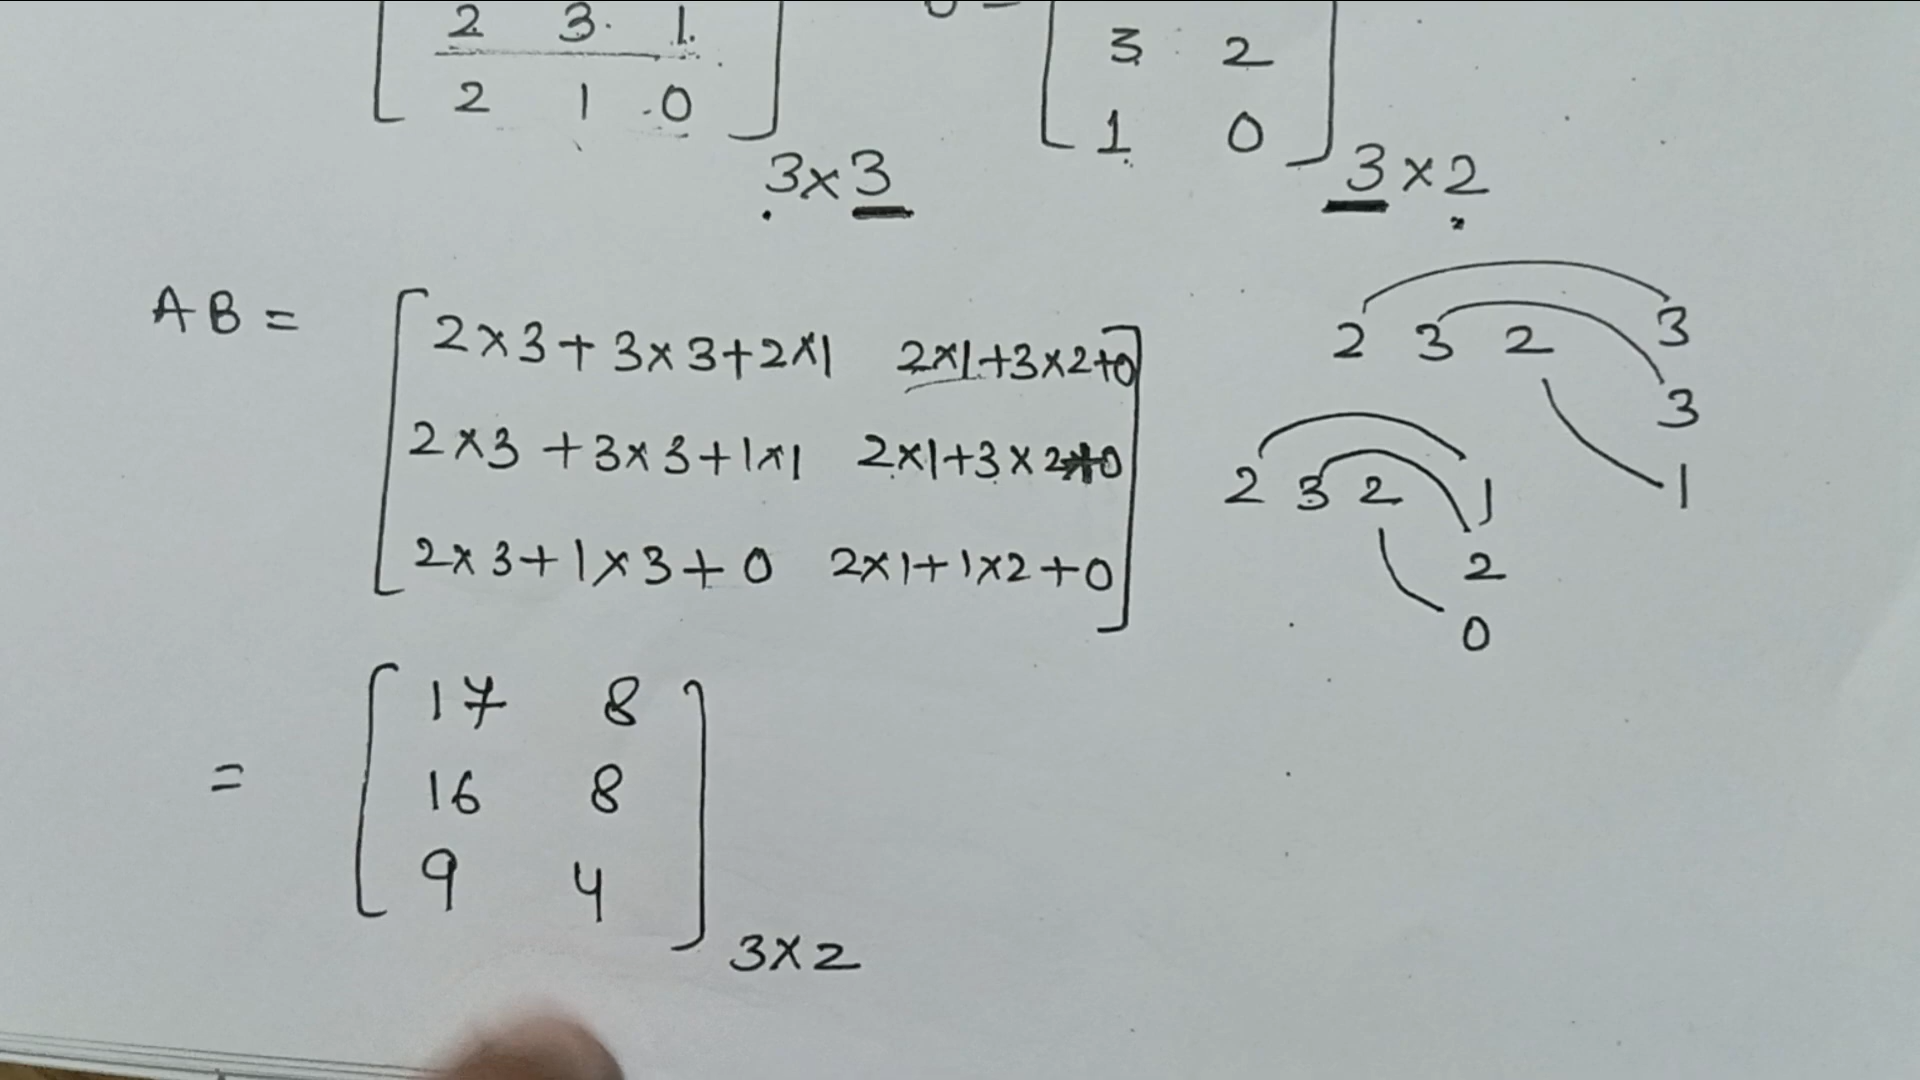 2 3 1 3 2
2 1 0 1 0
3×3 3×2
AB = 2×3+3×3+2×1 2×1+3×2+0
2×3+3×3+1×1 2×1+3×2+0
2×3+1×3+0 2×1+1×2+0
2 3 2 3
3
1
2 3 2 1
2
0
= 17 8
16 8
9 4
3×2